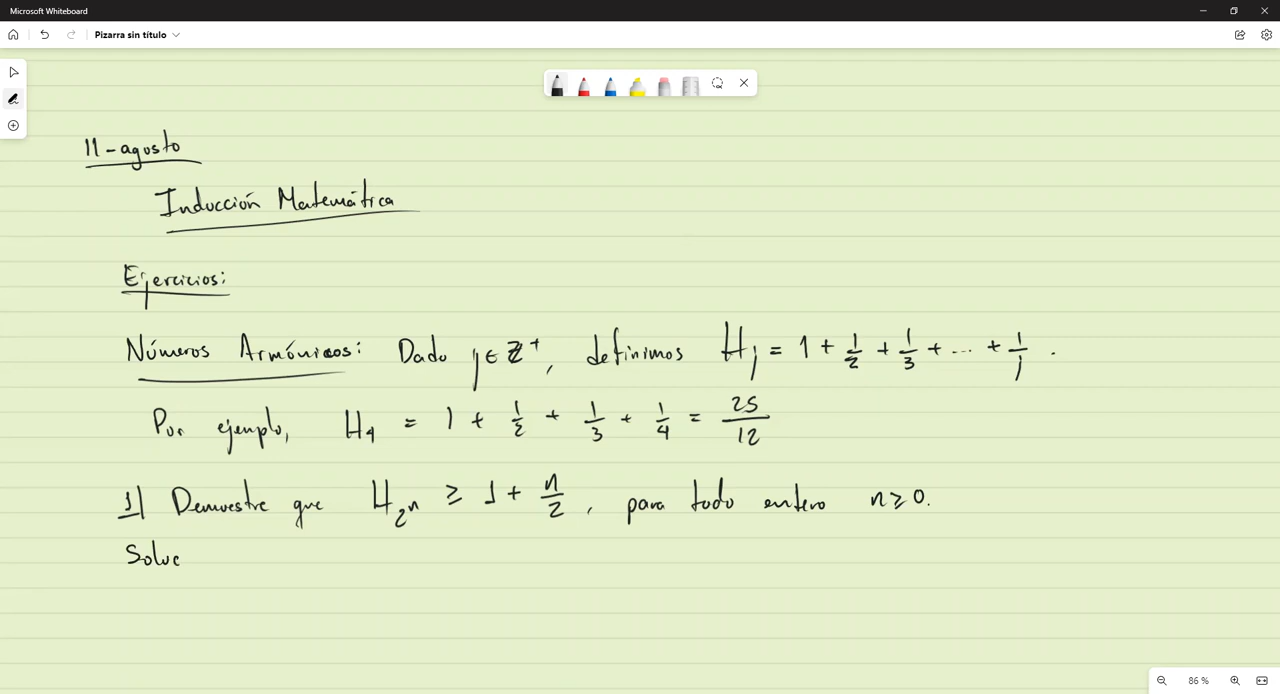 Microsoft Whiteboard
Pizarra sin título
11-agosto
Inducción Matemática
Ejercicios:
Números Armónicos: Dado j ∈ ℤ⁺, definimos Hⱼ = 1 + 1/2 + 1/3 + ... + 1/j .
Por ejemplo, H₄ = 1 + 1/2 + 1/3 + 1/4 = 25/12
1) Demuestre que H_{2^n} ≥ 1 + n/2, para todo entero n ≥ 0.
Soluc
86 %